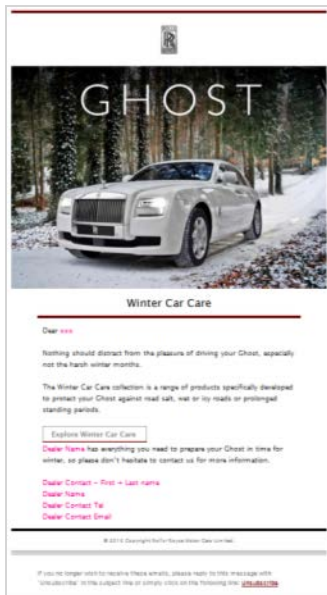 GHOST
Winter Car Care
Dear xxx
Nothing should distract from the pleasure of driving your Ghost, especially
not the harsh winter months.
The Winter Car Care collection is a range of products specifically developed
to protect your Ghost against road salt, wet or icy roads or prolonged
standing periods.
Explore Winter Car Care
Dealer Name has everything you need to prepare your Ghost in time for
winter, so please don't hesitate to contact us for more information.
Dealer Contact – First + Last name
Dealer Name
Dealer Contact Tel
Dealer Contact Email
Copyright Rolls-Royce Motor Cars Limited.
If you no longer wish to receive these emails, please reply to this message with
'Unsubscribe' in the subject line or simply click on the following link: unsubscribe